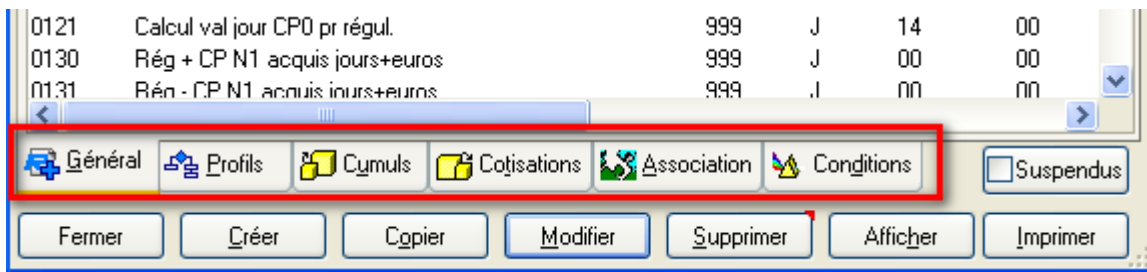 0121 Calcul val jour CP0 pr régul. 999 J 14 00
0130 Rég + CP N1 acquis jours+euros 999 J 00 00
0131 Rég - CP N1 acquis jours+euros 999 J 00 00
Général Profils Cumuls Cotisations Association Conditions Suspendus
Fermer Créer Copier Modifier Supprimer Afficher Imprimer